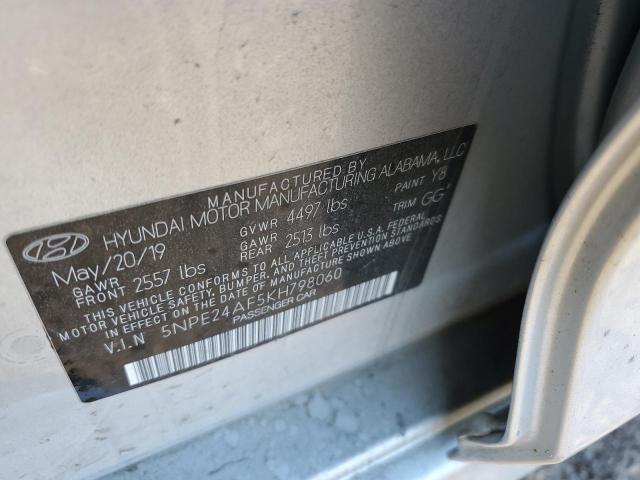 MANUFACTURED BY
HYUNDAI MOTOR MANUFACTURING ALABAMA, LLC
May/20/19 GVWR 4497 lbs PAINT Y8
GAWR FRONT 2557 lbs GAWR REAR 2513 lbs TRIM GG
THIS VEHICLE CONFORMS TO ALL APPLICABLE U.S.A FEDERAL
MOTOR VEHICLE SAFETY, BUMPER, AND THEFT PREVENTION STANDARDS
IN EFFECT ON THE DATE OF MANUFACTURE SHOWN ABOVE.
V.I.N 5NPE24AF5KH798060
PASSENGER CAR